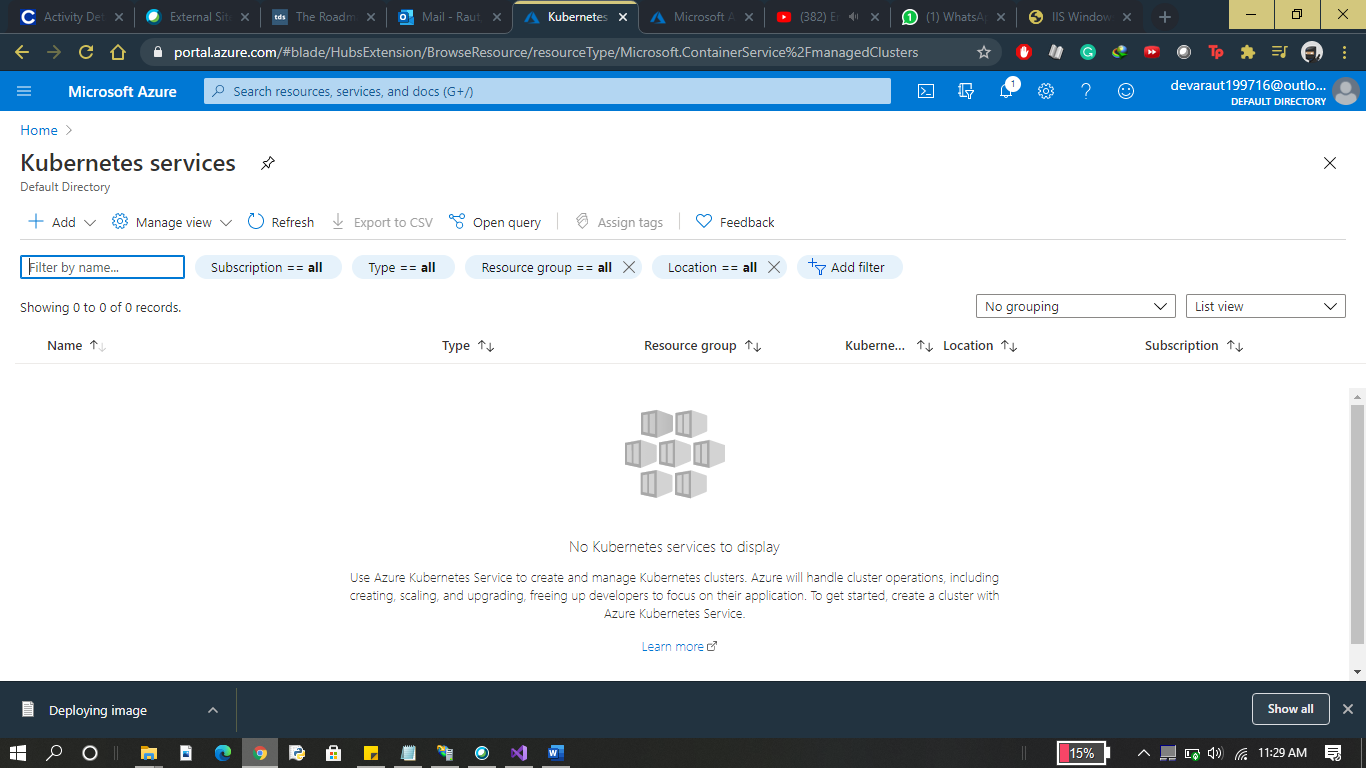 Activity Det
External Site
The Roadm
Mail - Raut,
Kubernetes
Microsoft A
(382) Er
(1) WhatsAp
IIS Window
portal.azure.com/#blade/HubsExtension/BrowseResource/resourceType/Microsoft.ContainerService%2FmanagedClusters
Microsoft Azure
Search resources, services, and docs (G+/)
1
devaraut199716@outlo...
DEFAULT DIRECTORY
Home
Kubernetes services
Default Directory
Add
Manage view
Refresh
Export to CSV
Open query
Assign tags
Feedback
Filter by name...
Subscription == all
Type == all
Resource group == all
Location == all
Add filter
Showing 0 to 0 of 0 records.
No grouping
List view
Name
Type
Resource group
Kuberne...
Location
Subscription
No Kubernetes services to display
Use Azure Kubernetes Service to create and manage Kubernetes clusters. Azure will handle cluster operations, including
creating, scaling, and upgrading, freeing up developers to focus on their application. To get started, create a cluster with
Azure Kubernetes Service.
Learn more
Deploying image
Show all
15%
11:29 AM